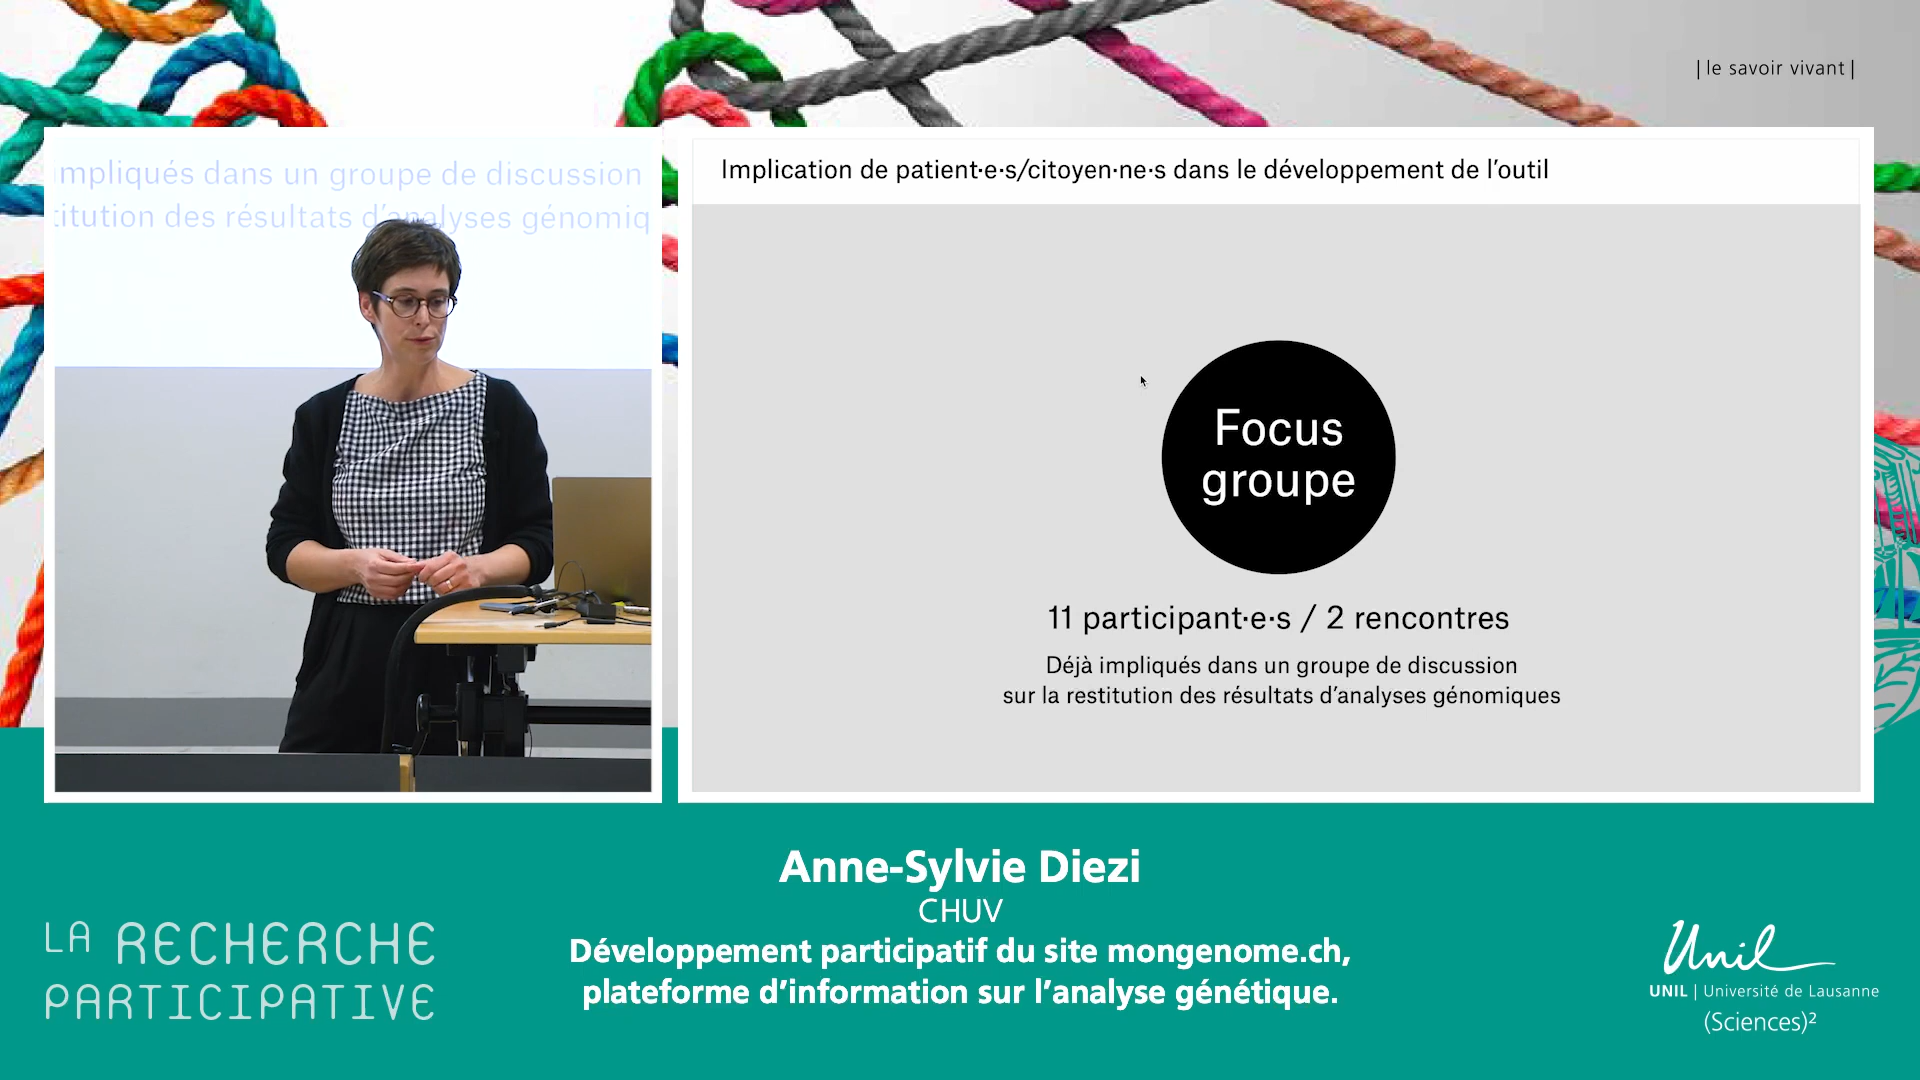 | le savoir vivant |
impliqués dans un groupe de discussion
titution des résultats d'analyses génomiq
Implication de patient·e·s/citoyen·ne·s dans le développement de l'outil
Focus
groupe
11 participant·e·s / 2 rencontres
Déjà impliqués dans un groupe de discussion
sur la restitution des résultats d'analyses génomiques
Anne-Sylvie Diezi
CHUV
Développement participatif du site mongenome.ch,
plateforme d'information sur l'analyse génétique.
LA RECHERCHE
PARTICIPATIVE
Unil
UNIL | Université de Lausanne
(Sciences)²